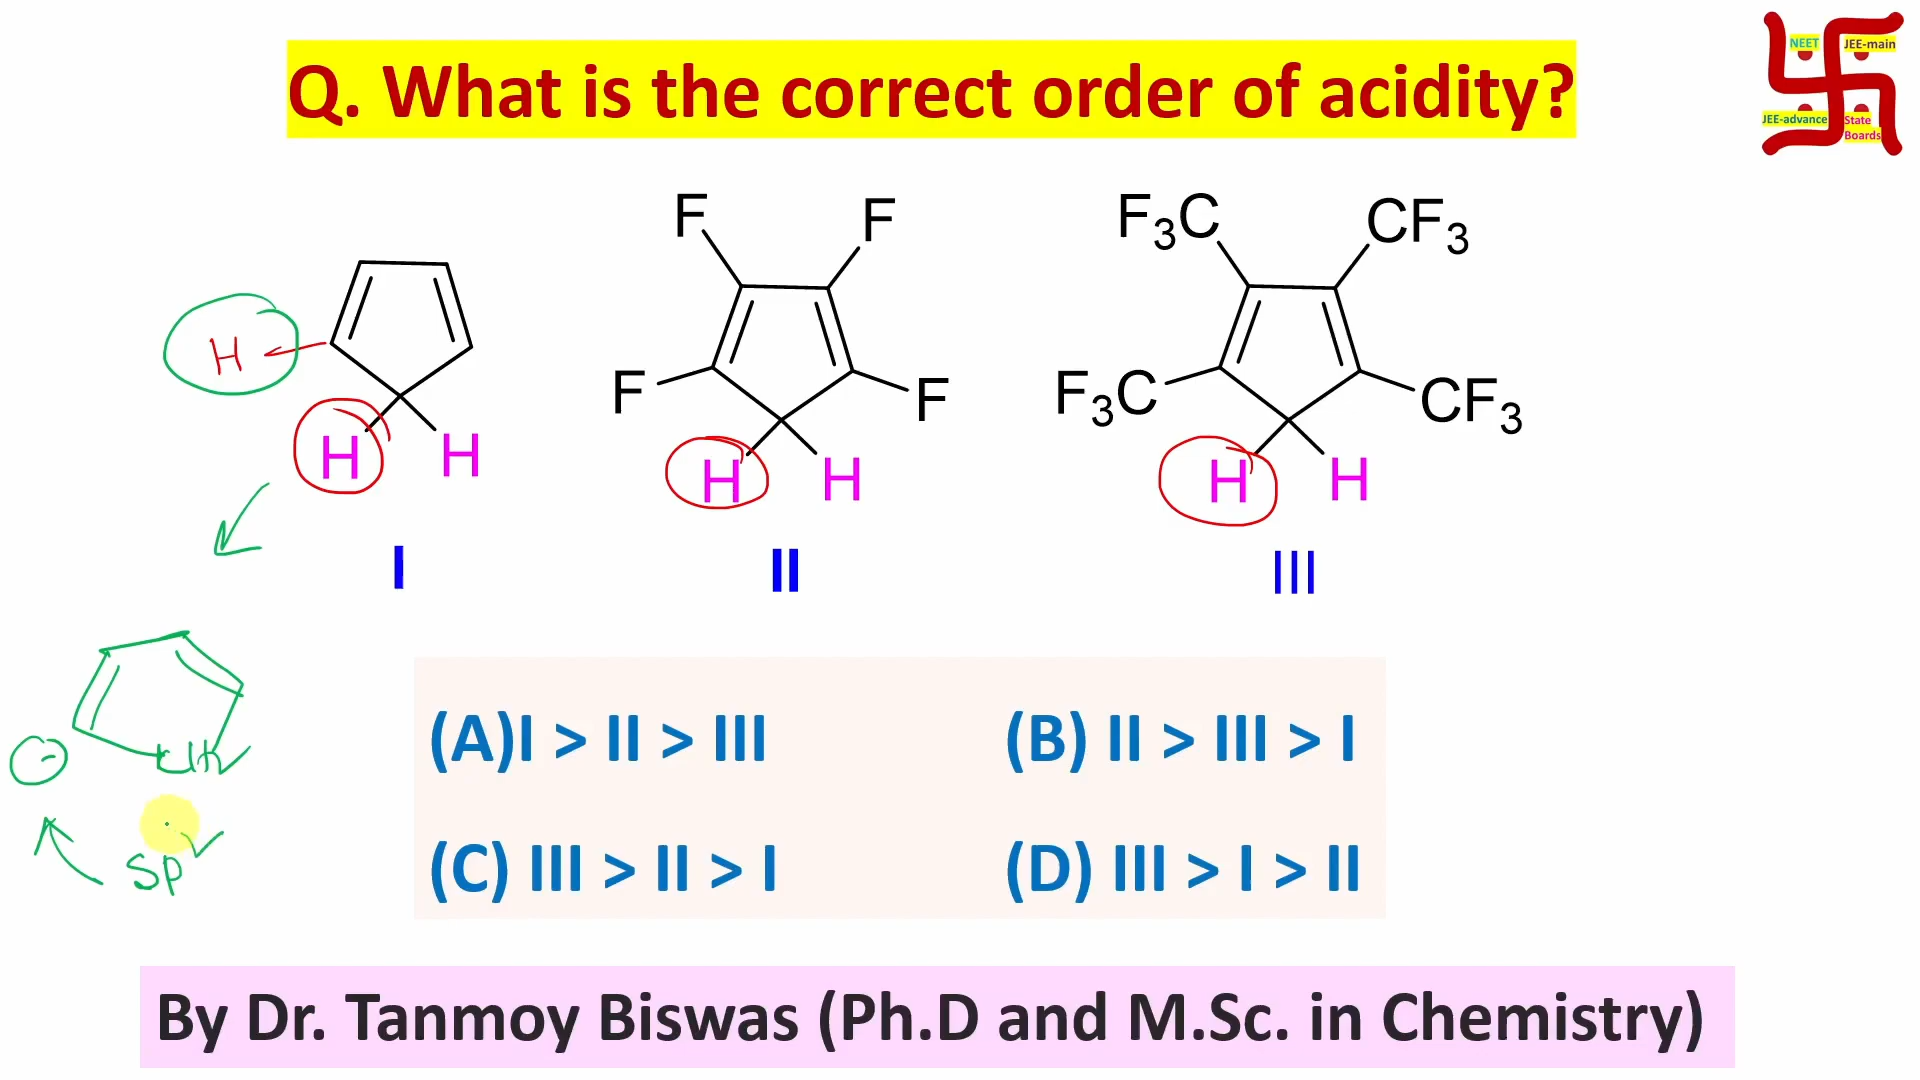 Q. What is the correct order of acidity?
NEET JEE-main
JEE-advance State
Boards
F F
F F
H
H H
I
H H
II
F₃C CF₃
F₃C CF₃
H H
III
(A)I > II > III (B) II > III > I
(C) III > II > I (D) III > I > II
SP
By Dr. Tanmoy Biswas (Ph.D and M.Sc. in Chemistry)